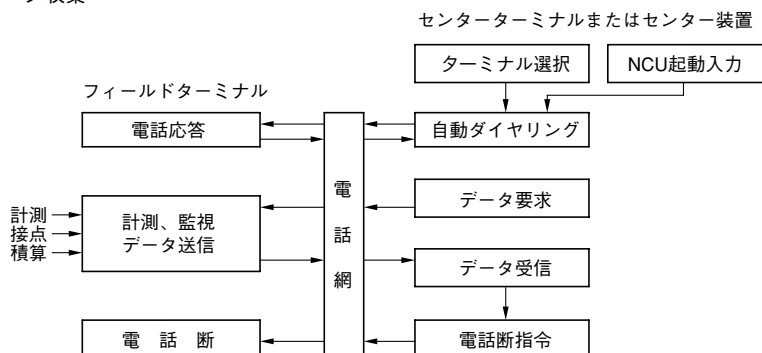 センターターミナルまたはセンター装置
ターミナル選択
NCU起動入力
フィールドターミナル
電話応答
自動ダイヤリング
電話網
データ要求
計測
接点
積算
計測、監視
データ送信
データ受信
電話断
電話断指令